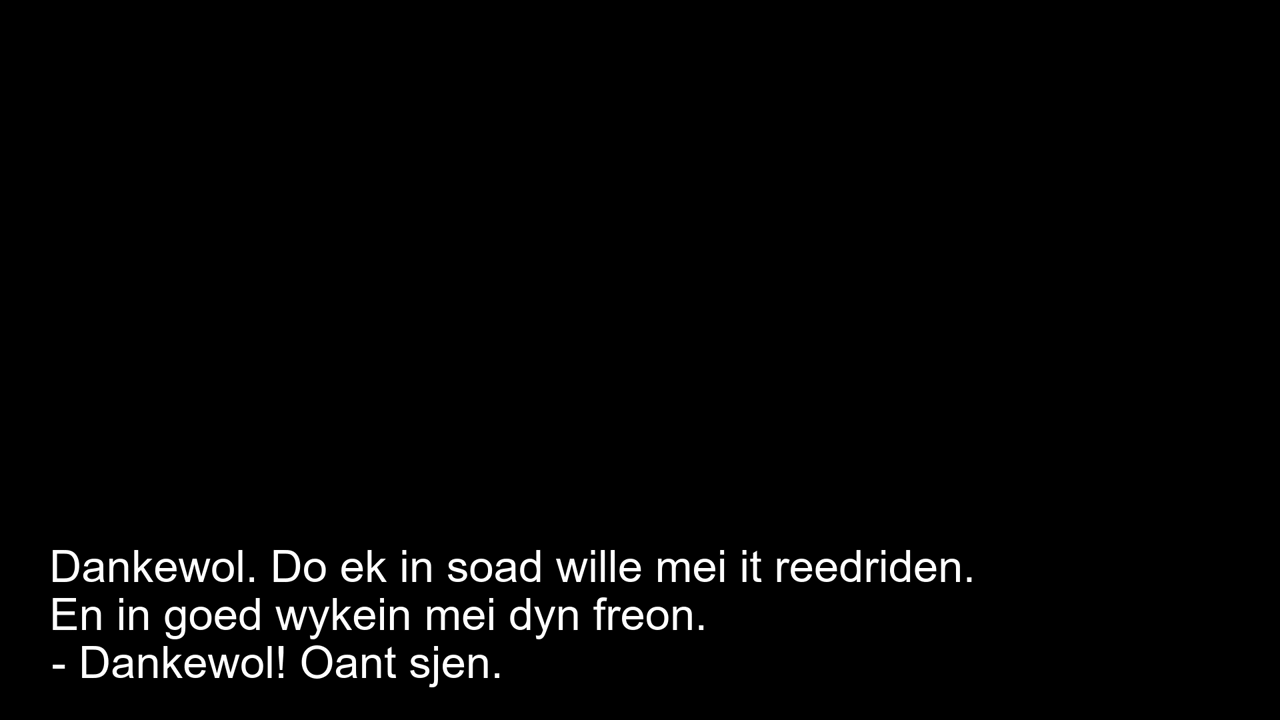 Dankewol. Do ek in soad wille mei it reedriden.
En in goed wykein mei dyn freon.
- Dankewol! Oant sjen.